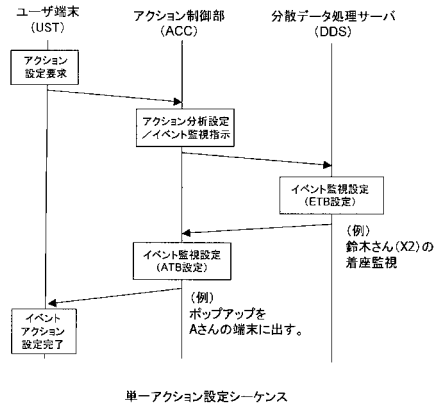 ユーザ端末
(UST)
アクション制御部
(ACC)
分散データ処理サーバ
(DDS)
アクション
設定要求
アクション分析設定
／イベント監視指示
イベント監視設定
(ETB設定)
(例)
鈴木さん(X2)の
着座監視
イベント監視設定
(ATB設定)
(例)
ポップアップを
Aさんの端末に出す。
イベント
アクション
設定完了
単一アクション設定シーケンス